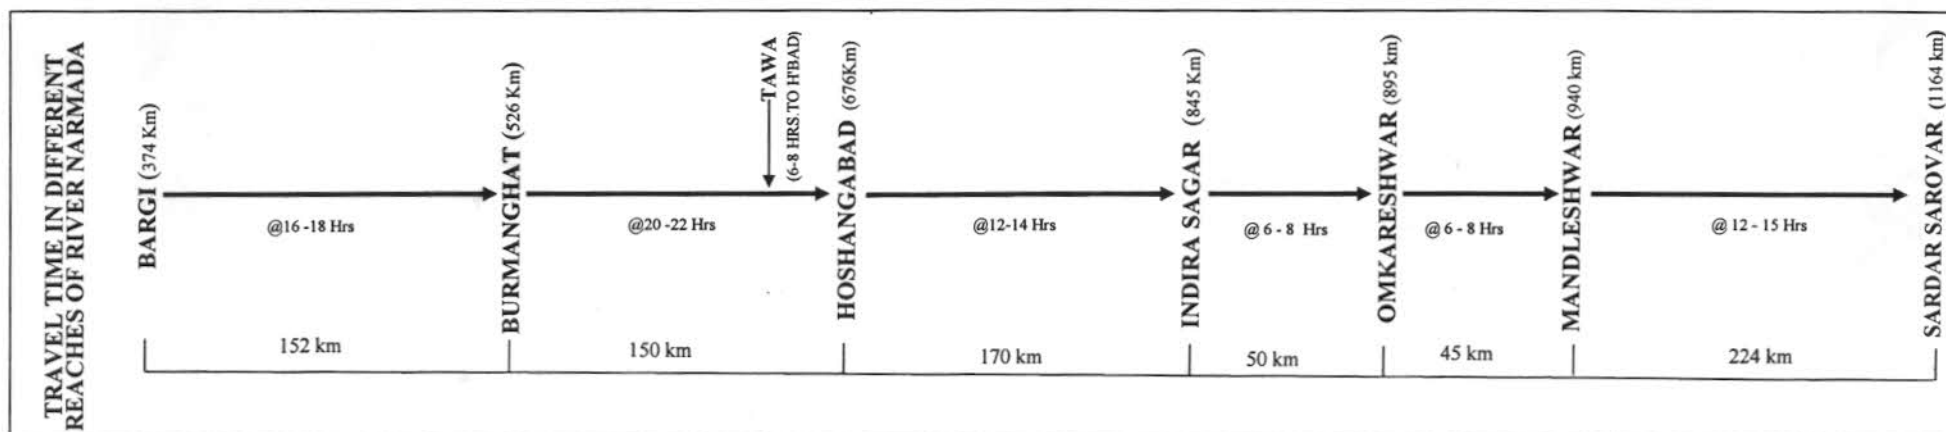 TRAVEL TIME IN DIFFERENT
REACHES OF RIVER NARMADA
BARGI (374 Km)
@16 -18 Hrs
BURMANGHAT (526 Km)
@20 -22 Hrs
TAWA
(6-8 HRS.TO H'BAD)
HOSHANGABAD (676Km)
@12-14 Hrs
INDIRA SAGAR (845 Km)
@ 6 - 8 Hrs
OMKARESHWAR (895 km)
@ 6 - 8 Hrs
MANDLESHWAR (940 km)
@ 12 - 15 Hrs
SARDAR SAROVAR (1164 km)
152 km
150 km
170 km
50 km
45 km
224 km